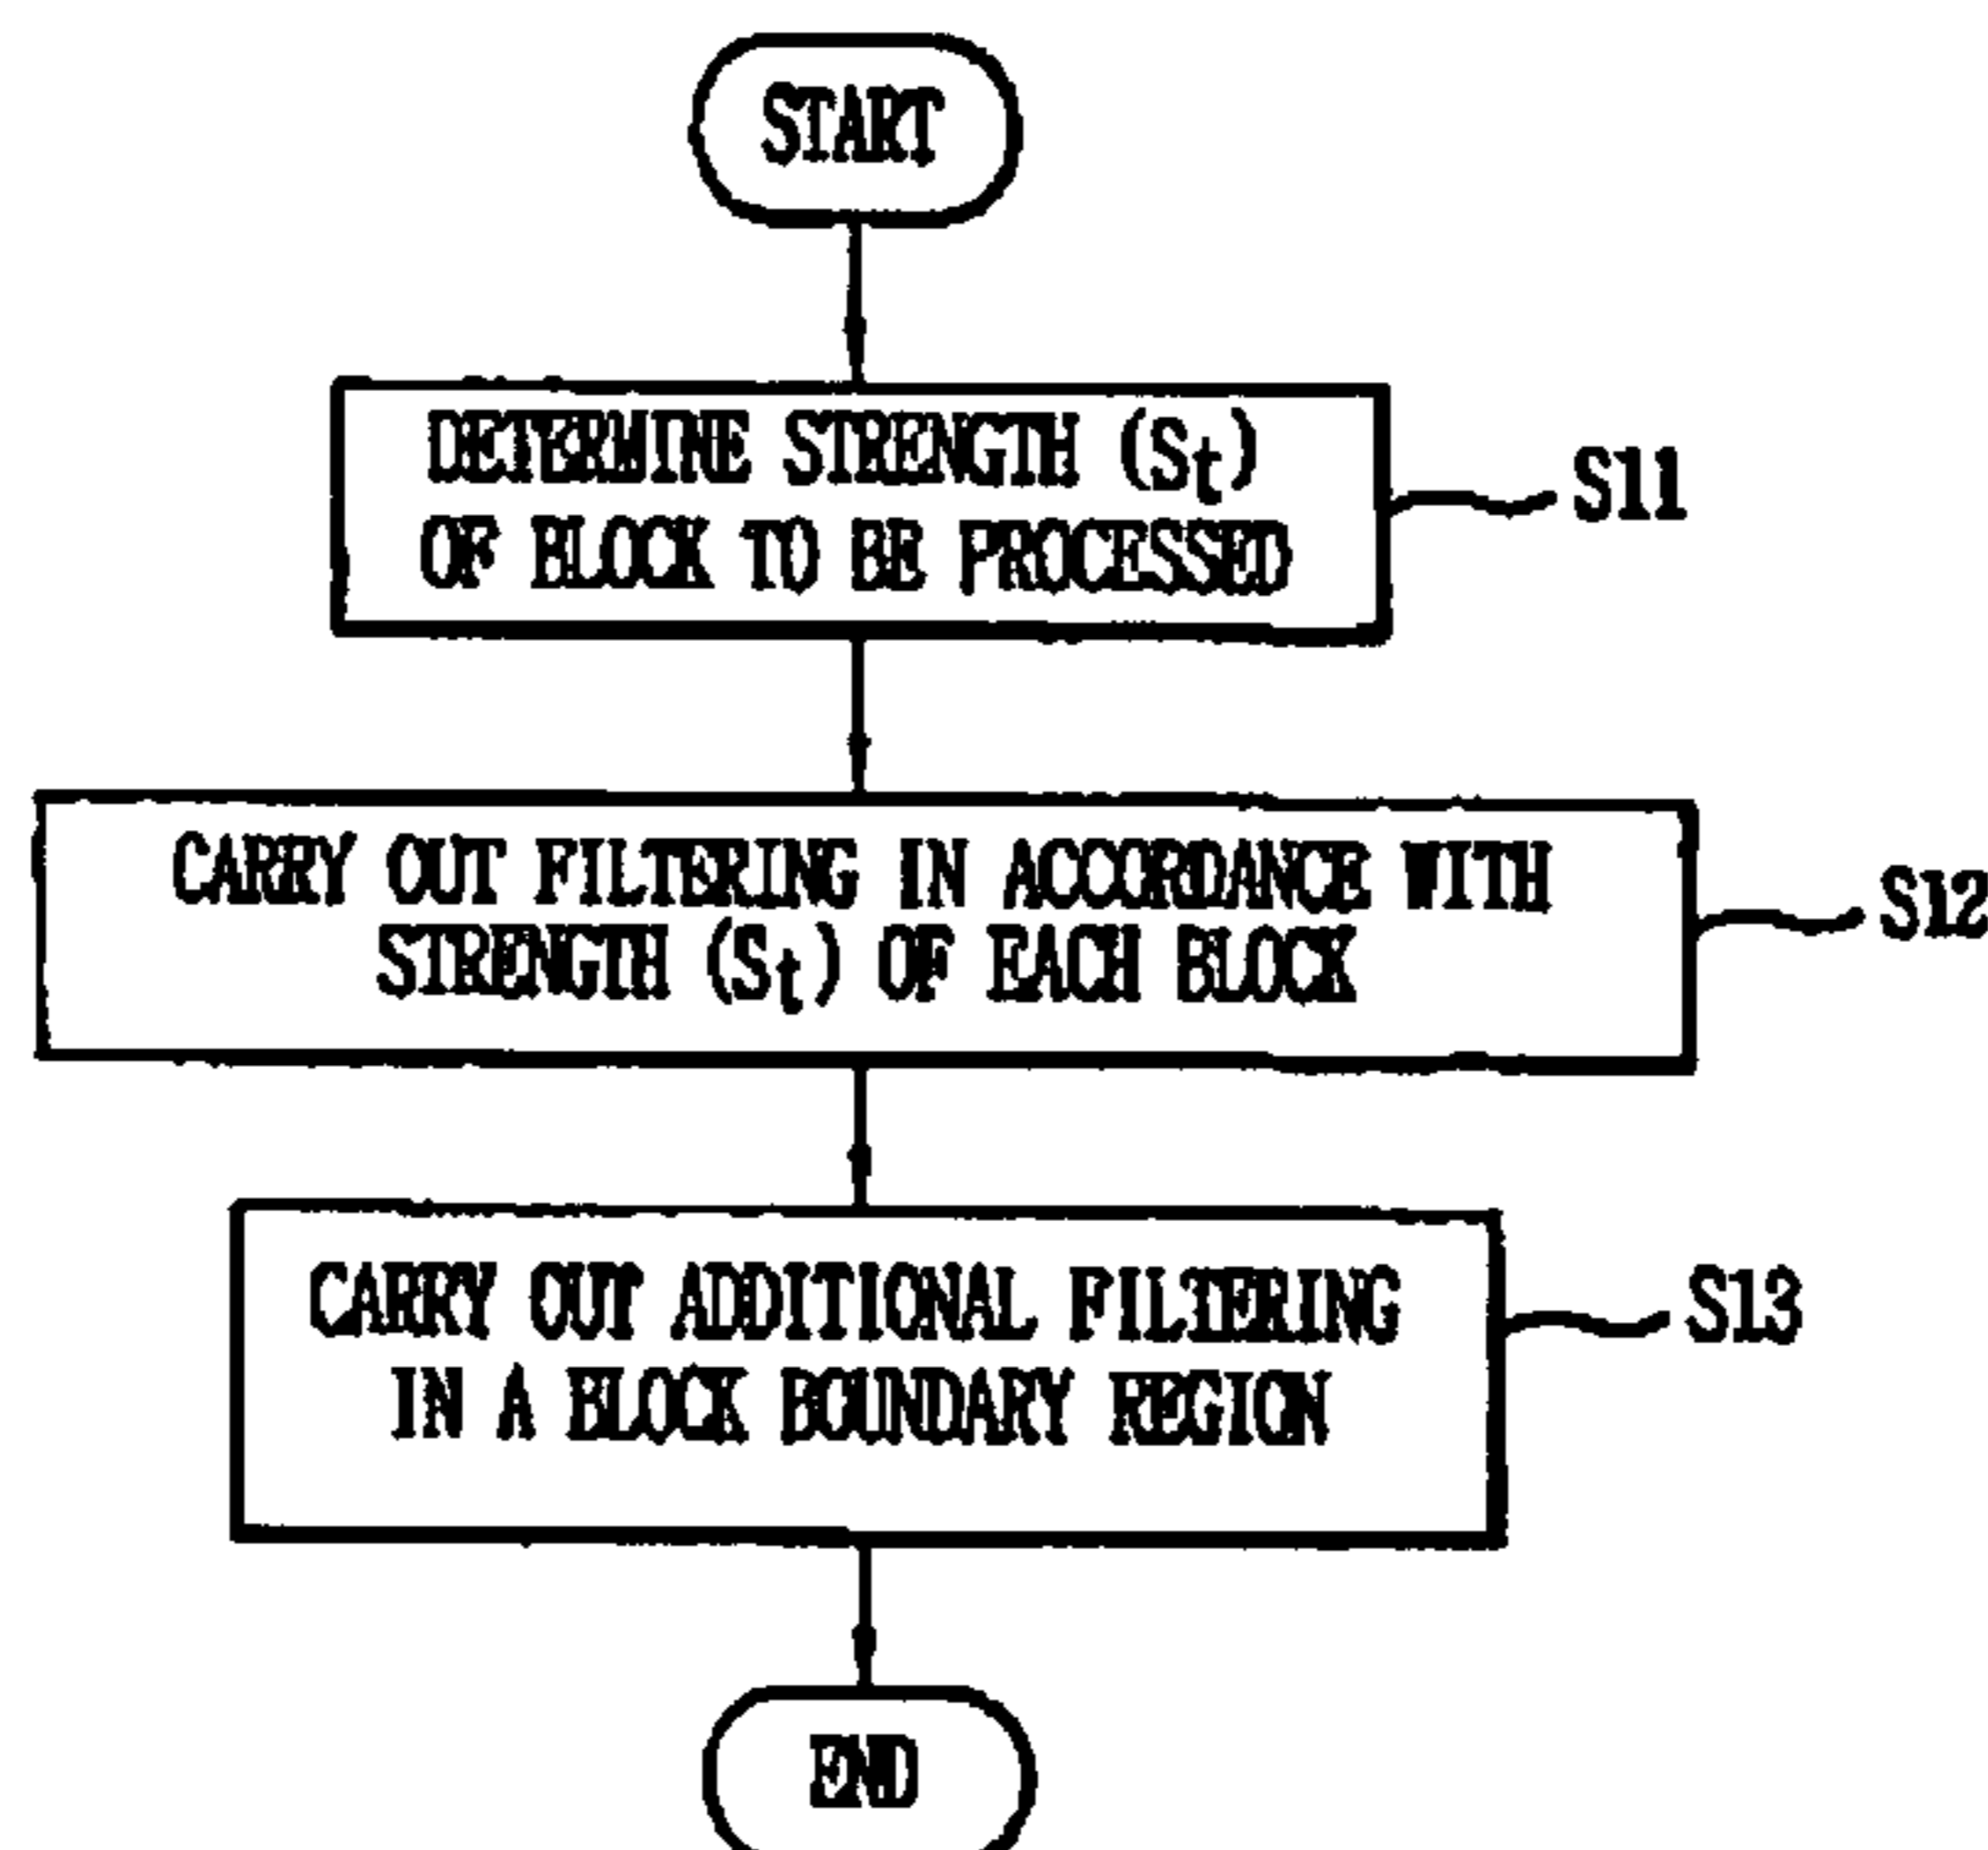 START
DETERMINE STRENGTH (St)
OF BLOCK TO BE PROCESSED
S11
CARRY OUT FILTERING IN ACCORDANCE WITH
STRENGTH (St) OF EACH BLOCK
S12
CARRY OUT ADDITIONAL FILTERING
IN A BLOCK BOUNDARY REGION
S13
END